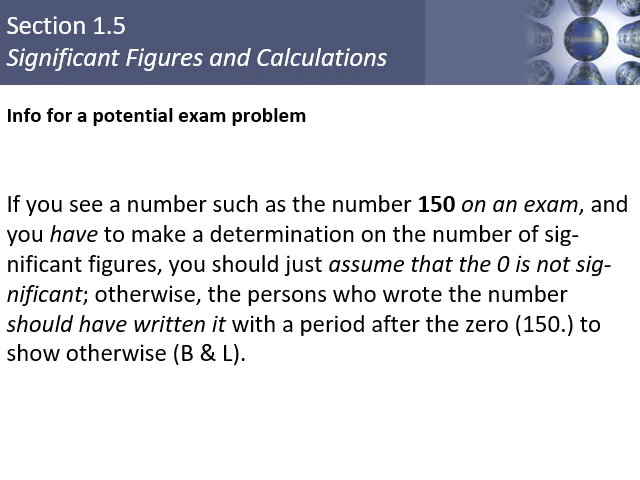 Section 1.5
Significant Figures and Calculations
Info for a potential exam problem
If you see a number such as the number 150 on an exam, and
you have to make a determination on the number of sig-
nificant figures, you should just assume that the 0 is not sig-
nificant; otherwise, the persons who wrote the number
should have written it with a period after the zero (150.) to
show otherwise (B & L).